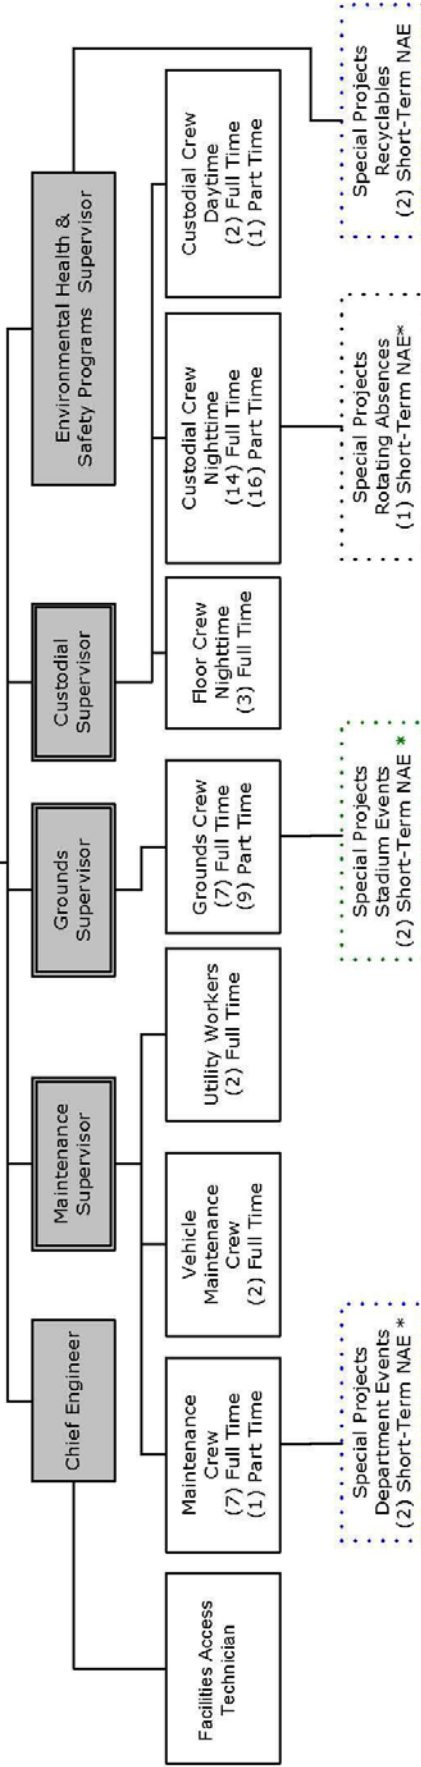 Chief Engineer
Maintenance
Supervisor
Grounds
Supervisor
Custodial
Supervisor
Environmental Health &
Safety Programs Supervisor
Facilities Access
Technician
Maintenance
Crew
(7) Full Time
(1) Part Time
Vehicle
Maintenance
Crew
(2) Full Time
Utility Workers
(2) Full Time
Grounds Crew
(7) Full Time
(9) Part Time
Floor Crew
Nighttime
(3) Full Time
Custodial Crew
Nighttime
(14) Full Time
(16) Part Time
Custodial Crew
Daytime
(2) Full Time
(1) Part Time
Special Projects
Department Events
(2) Short-Term NAE *
Special Projects
Stadium Events
(2) Short-Term NAE *
Special Projects
Rotating Absences
(1) Short-Term NAE*
Special Projects
Recyclables
(2) Short-Term NAE